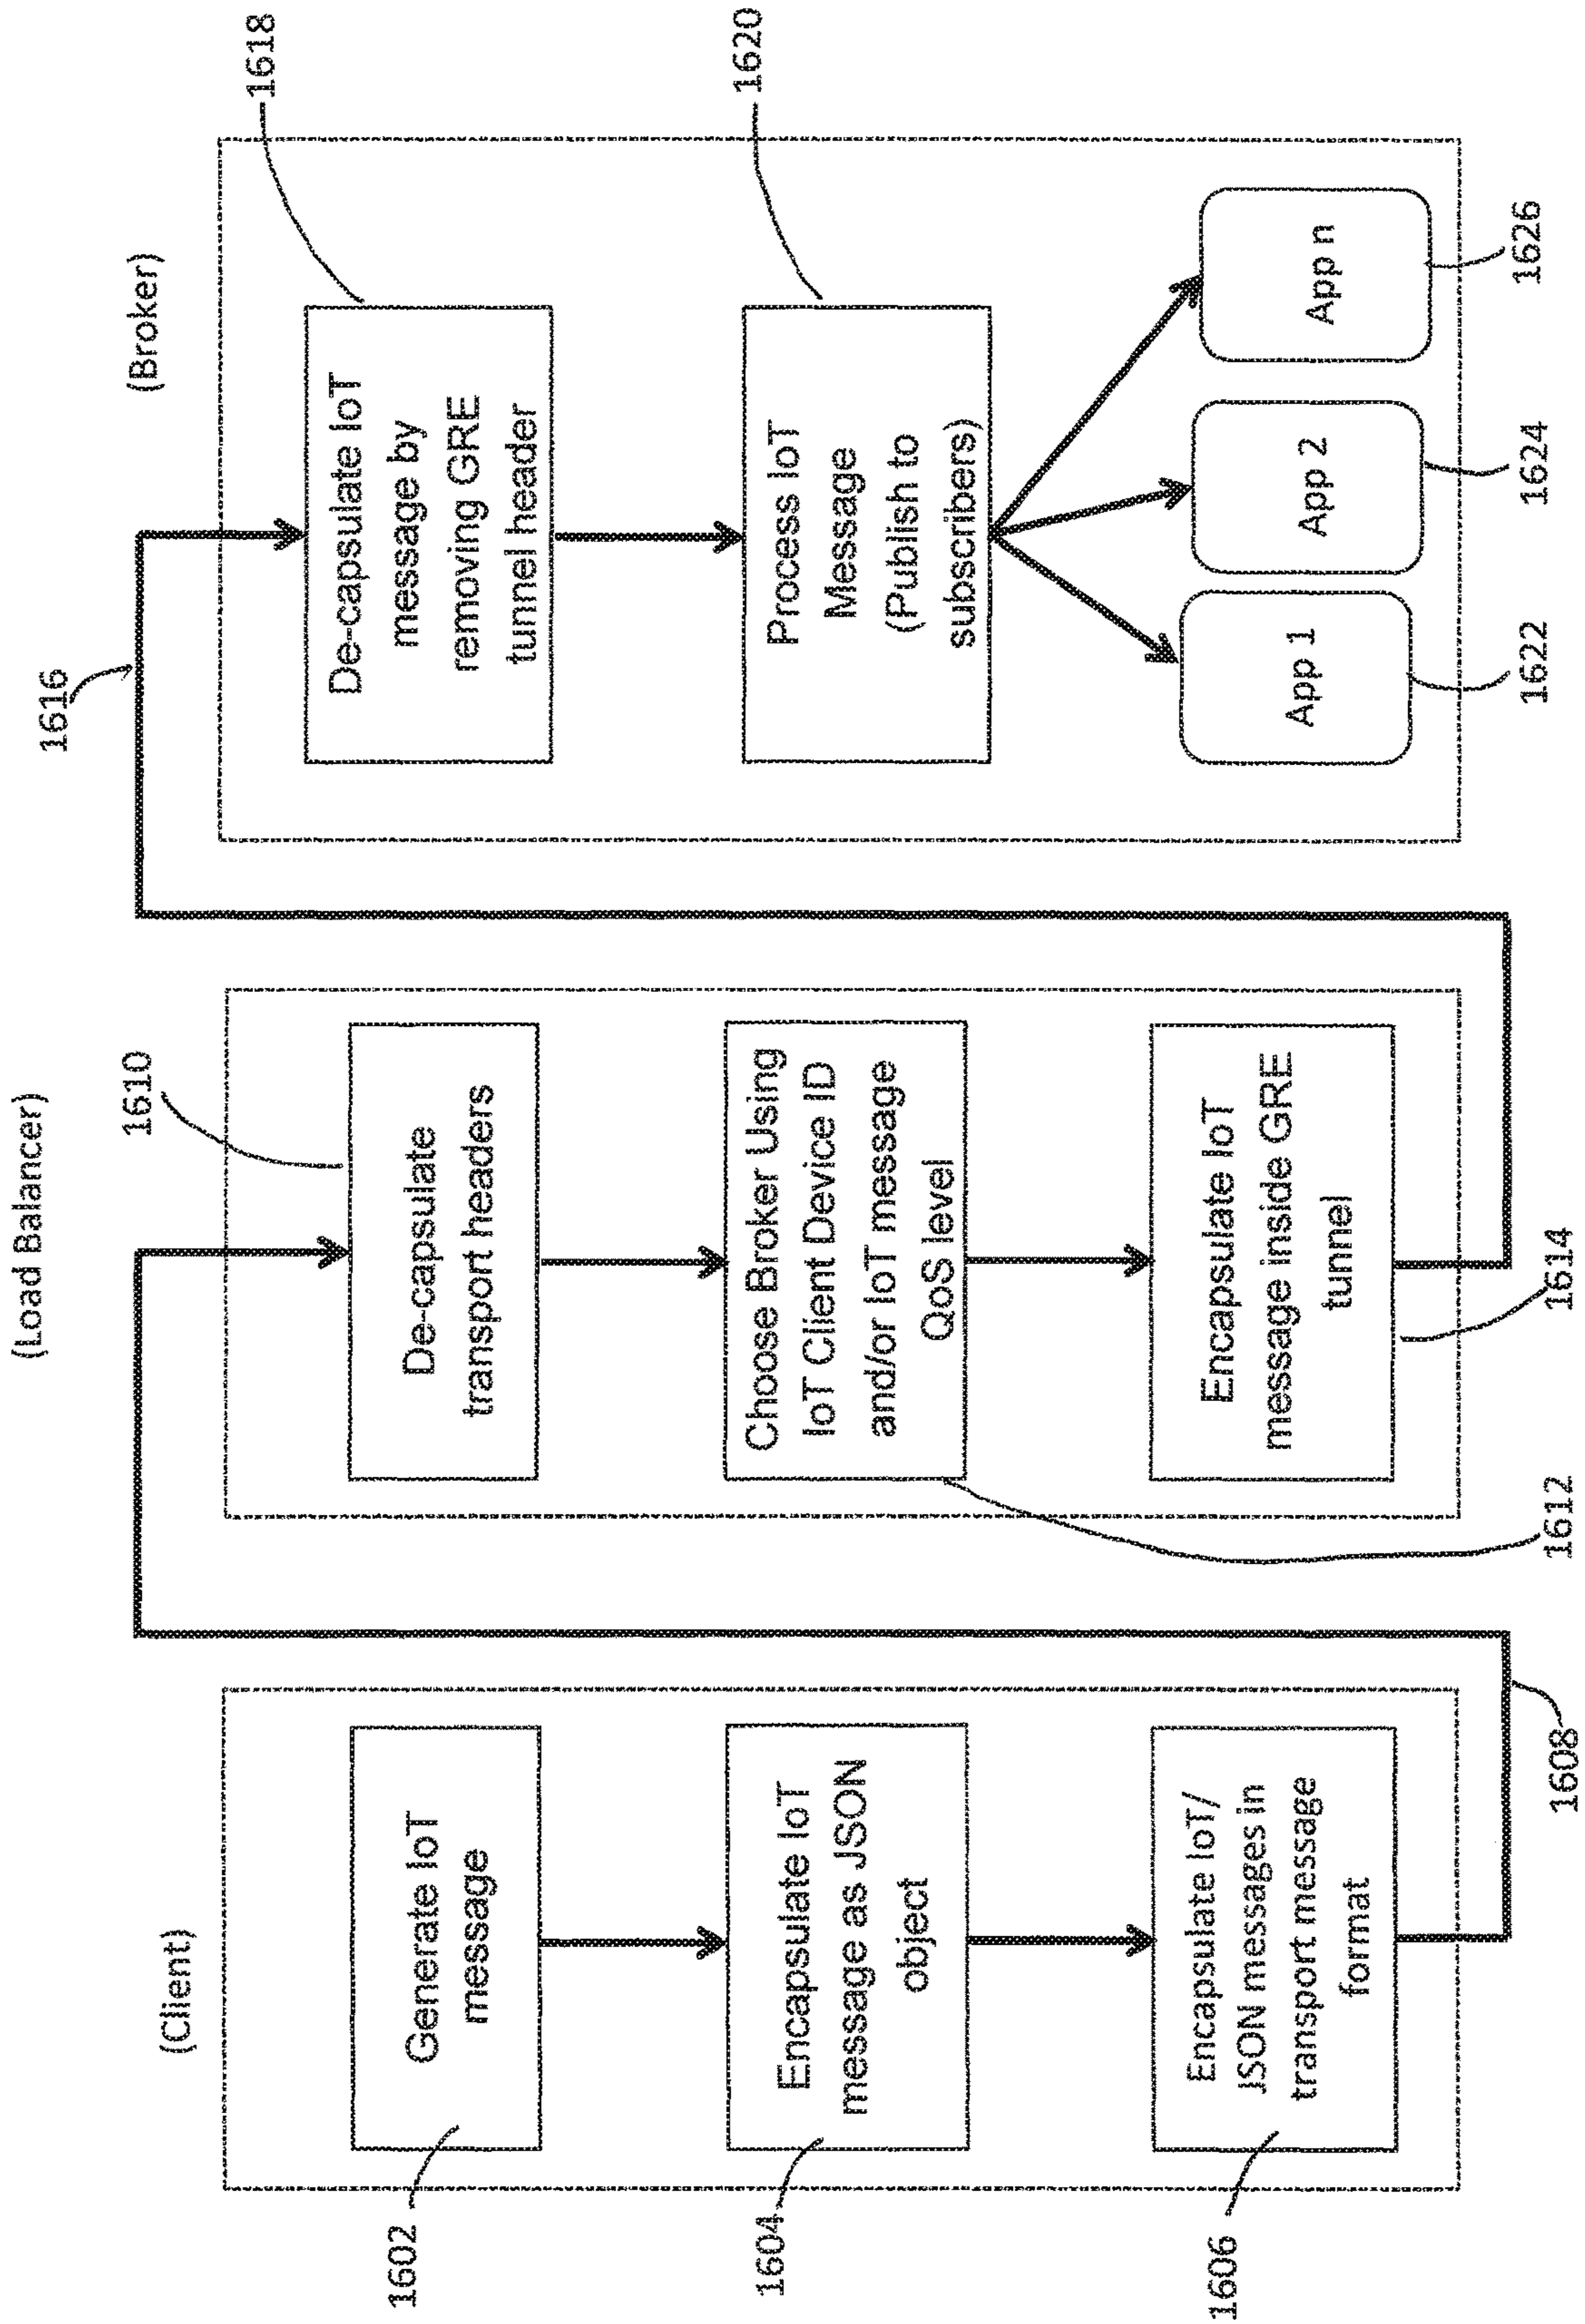 (Client)
1602
Generate IoT
message
1604
Encapsulate IoT
message as JSON
object
1606
Encapsulate IoT/
JSON messages in
transport message
format
1608
(Load Balancer)
1610
De-capsulate
transport headers
1612
Choose Broker Using
IoT Client Device ID
and/or IoT message
QoS level
1614
Encapsulate IoT
message inside GRE
tunnel
1616
(Broker)
1618
De-capsulate IoT
message by
removing GRE
tunnel header
1620
Process IoT
Message
(Publish to
subscribers)
App 1
App 2
App n
1622
1624
1626